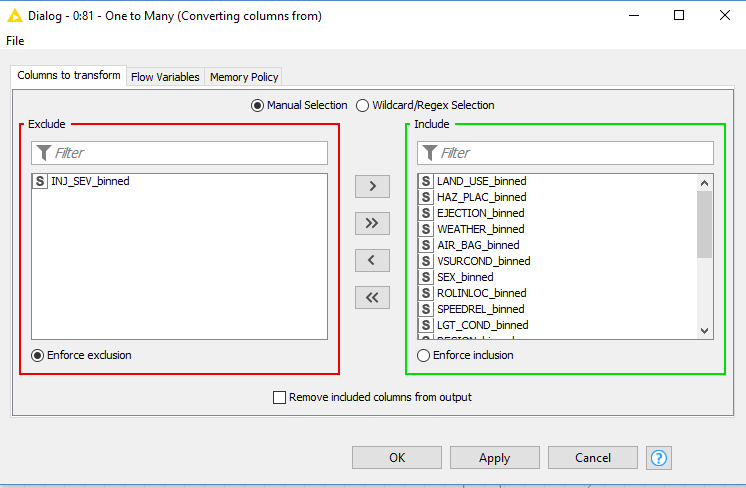 Dialog - 0:81 - One to Many (Converting columns from)
File
Columns to transform Flow Variables Memory Policy
Manual Selection Wildcard/Regex Selection
Exclude
Filter
S INJ_SEV_binned
Enforce exclusion
>
>>
<
<<
Include
Filter
S LAND_USE_binned
S HAZ_PLAC_binned
S EJECTION_binned
S WEATHER_binned
S AIR_BAG_binned
S VSURCOND_binned
S SEX_binned
S ROLINLOC_binned
S SPEEDREL_binned
S LGT_COND_binned
Enforce inclusion
Remove included columns from output
OK Apply Cancel ?